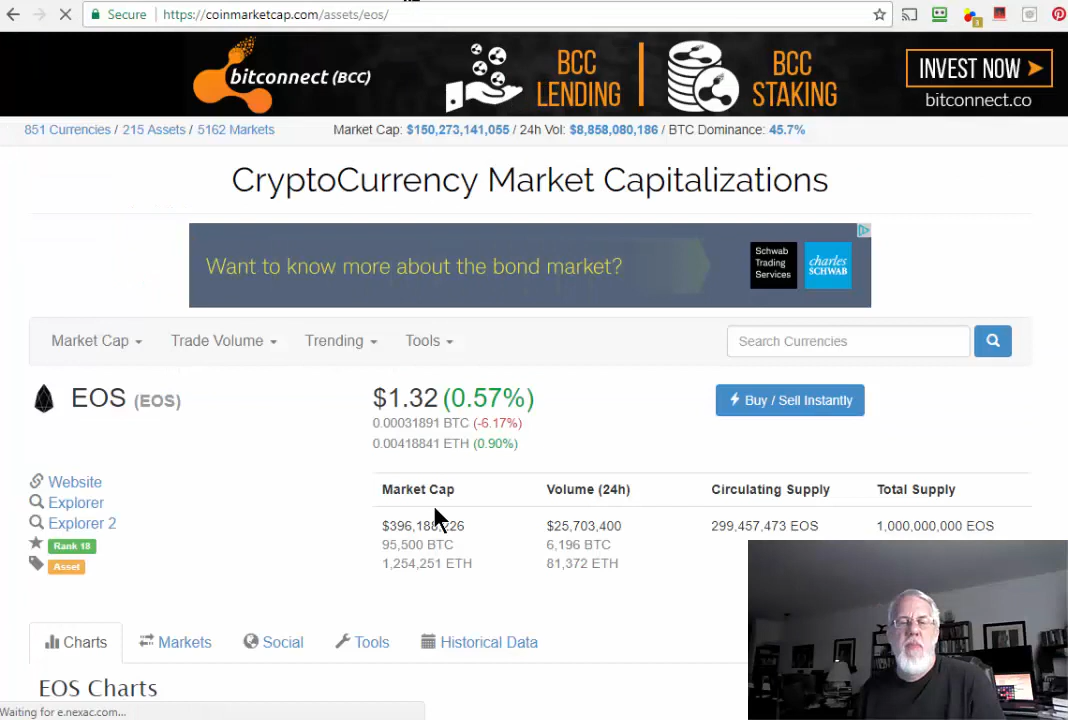 Secure https://coinmarketcap.com/assets/eos/
bitconnect (BCC)
BCC LENDING
BCC STAKING
INVEST NOW
bitconnect.co
851 Currencies / 215 Assets / 5162 Markets
Market Cap: $150,273,141,055 / 24h Vol: $8,858,080,186 / BTC Dominance: 45.7%
CryptoCurrency Market Capitalizations
Want to know more about the bond market?
Schwab Trading Services
charles SCHWAB
Market Cap Trade Volume Trending Tools Search Currencies
EOS (EOS)
$1.32 (0.57%)
0.00031891 BTC (-6.17%)
0.00418841 ETH (0.90%)
Buy / Sell Instantly
Website
Explorer
Explorer 2
Rank 18
Asset
Market Cap Volume (24h) Circulating Supply Total Supply
$25,703,400 299,457,473 EOS 1,000,000,000 EOS
95,500 BTC 6,196 BTC
1,254,251 ETH 81,372 ETH
Charts Markets Social Tools Historical Data
EOS Charts
Waiting for e.nexac.com...